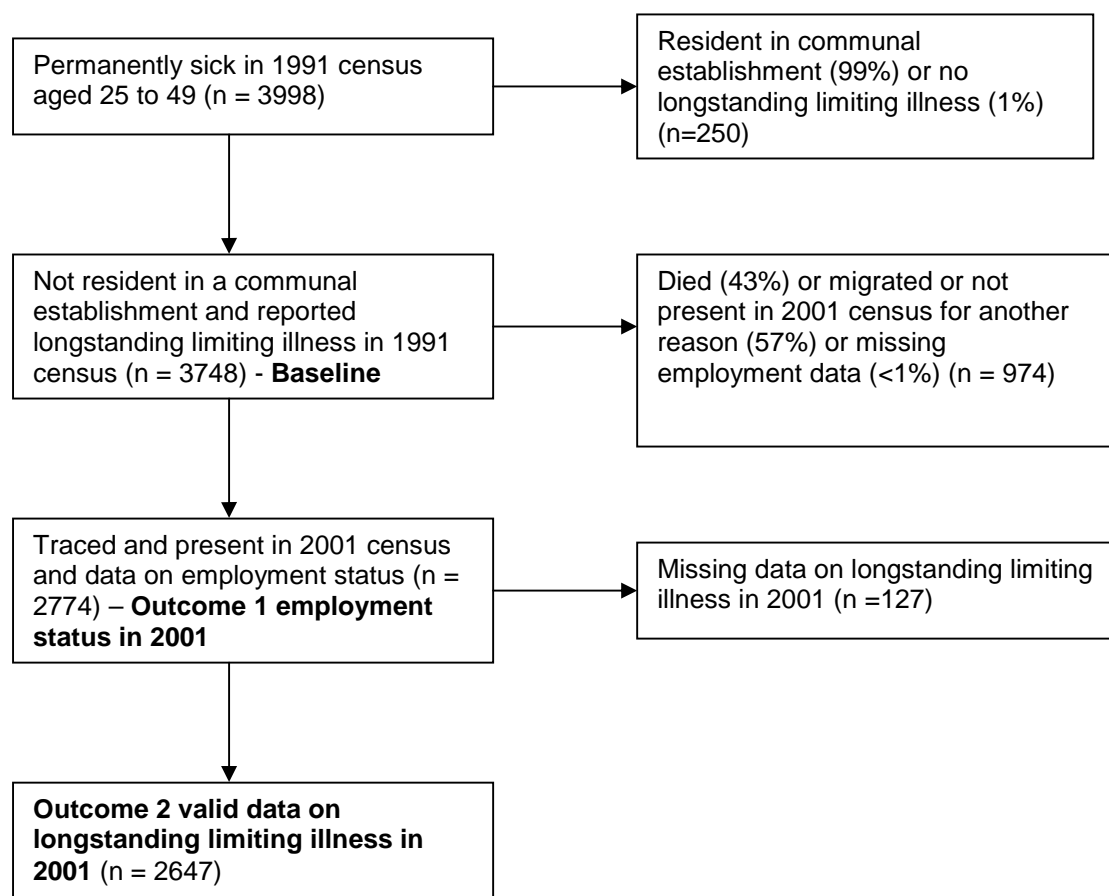 Permanently sick in 1991 census
aged 25 to 49 (n = 3998)
Resident in communal
establishment (99%) or no
longstanding limiting illness (1%)
(n=250)
Not resident in a communal
establishment and reported
longstanding limiting illness in 1991
census (n = 3748) - Baseline
Died (43%) or migrated or not
present in 2001 census for another
reason (57%) or missing
employment data (<1%) (n = 974)
Traced and present in 2001 census
and data on employment status (n =
2774) – Outcome 1 employment
status in 2001
Missing data on longstanding limiting
illness in 2001 (n =127)
Outcome 2 valid data on
longstanding limiting illness in
2001 (n = 2647)